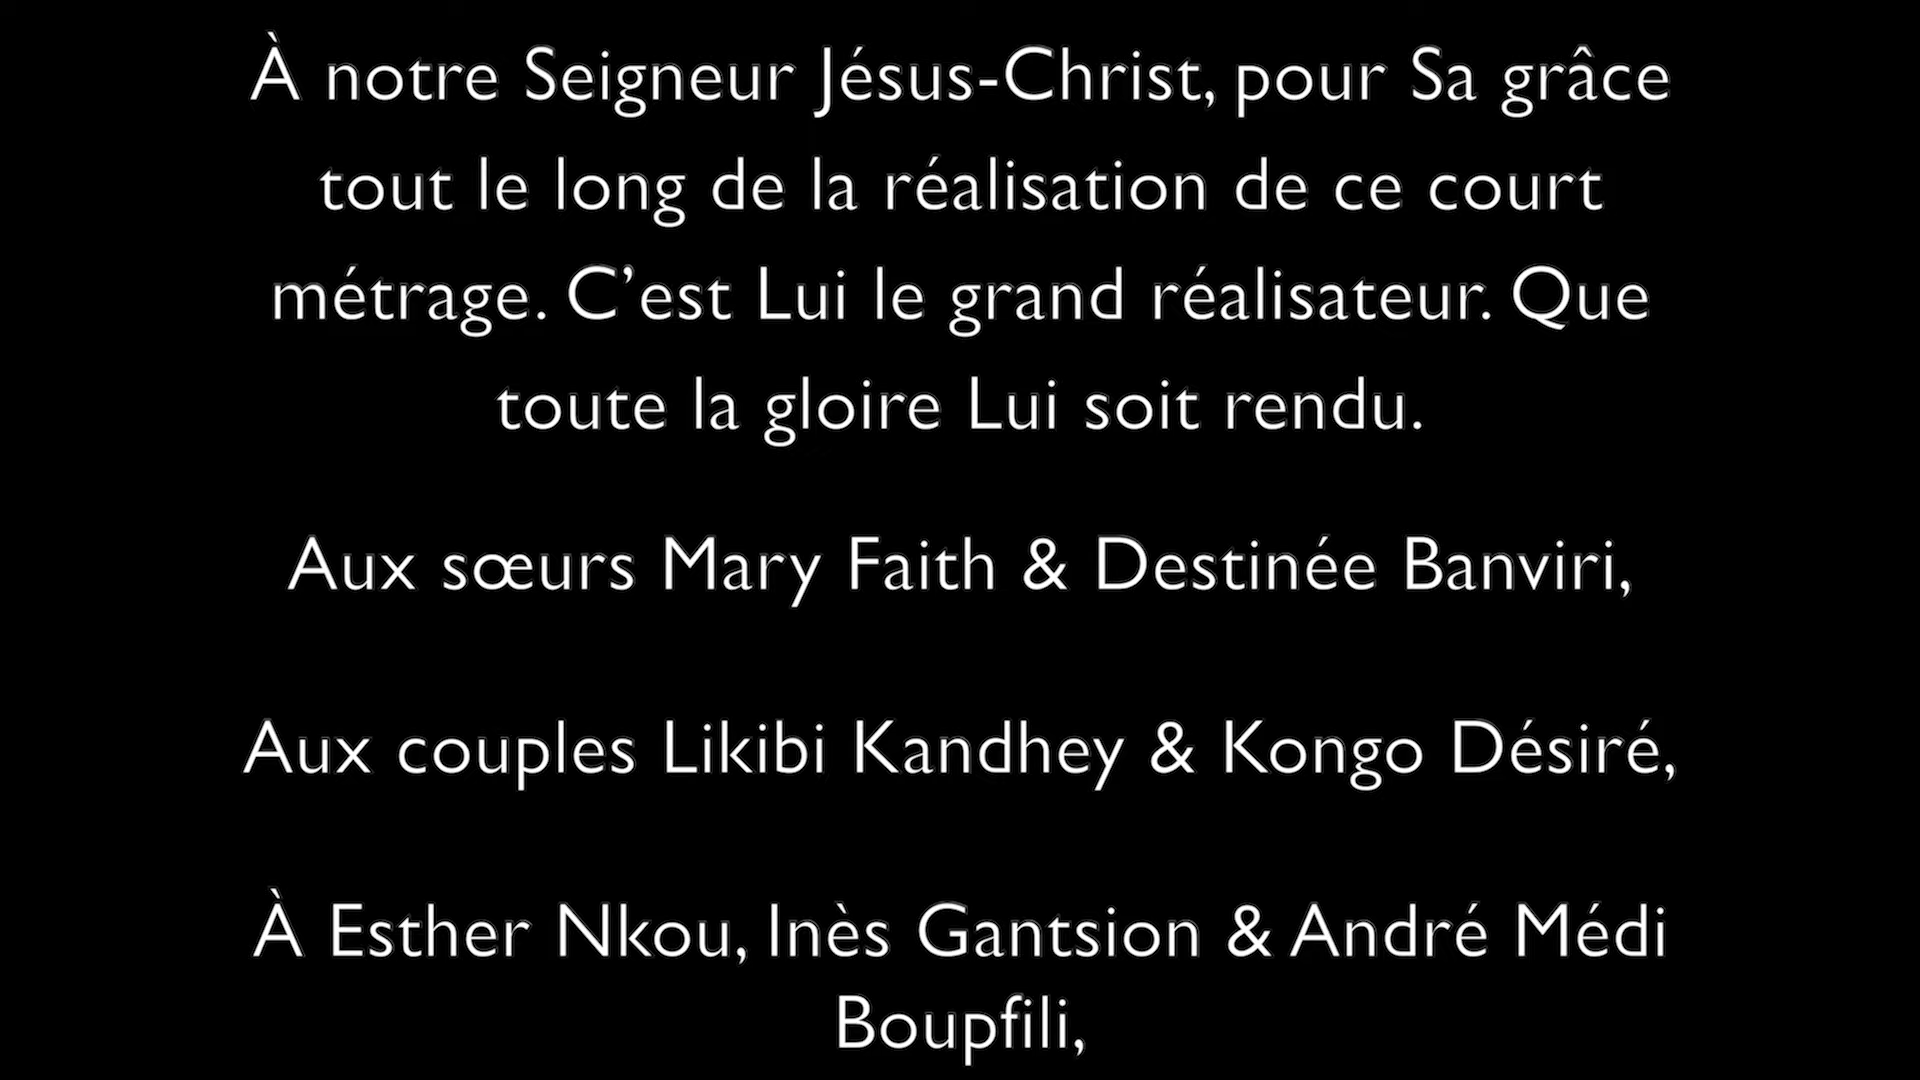 À notre Seigneur Jésus-Christ, pour Sa grâce
tout le long de la réalisation de ce court
métrage. C’est Lui le grand réalisateur. Que
toute la gloire Lui soit rendu.
Aux sœurs Mary Faith & Destinée Banviri,
Aux couples Likibi Kandhey & Kongo Désiré,
À Esther Nkou, Inès Gantsion & André Médi
Boupfili,